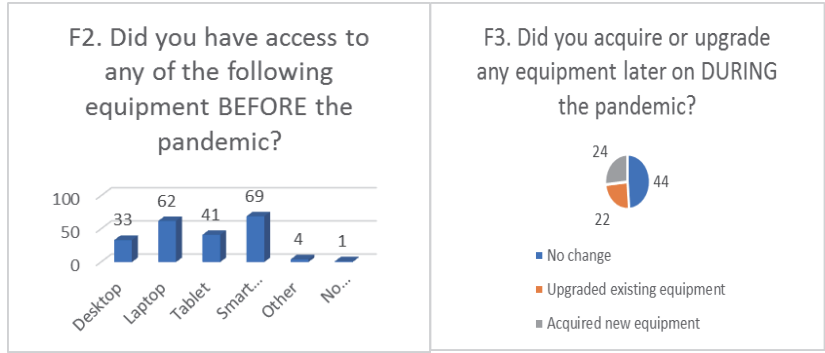 F2. Did you have access to
any of the following
equipment BEFORE the
pandemic?
100
50
0
33
62
41
69
4
1
Desktop
Laptop
Tablet
Smart...
Other
No...
F3. Did you acquire or upgrade
any equipment later on DURING
the pandemic?
24
44
22
No change
Upgraded existing equipment
Acquired new equipment